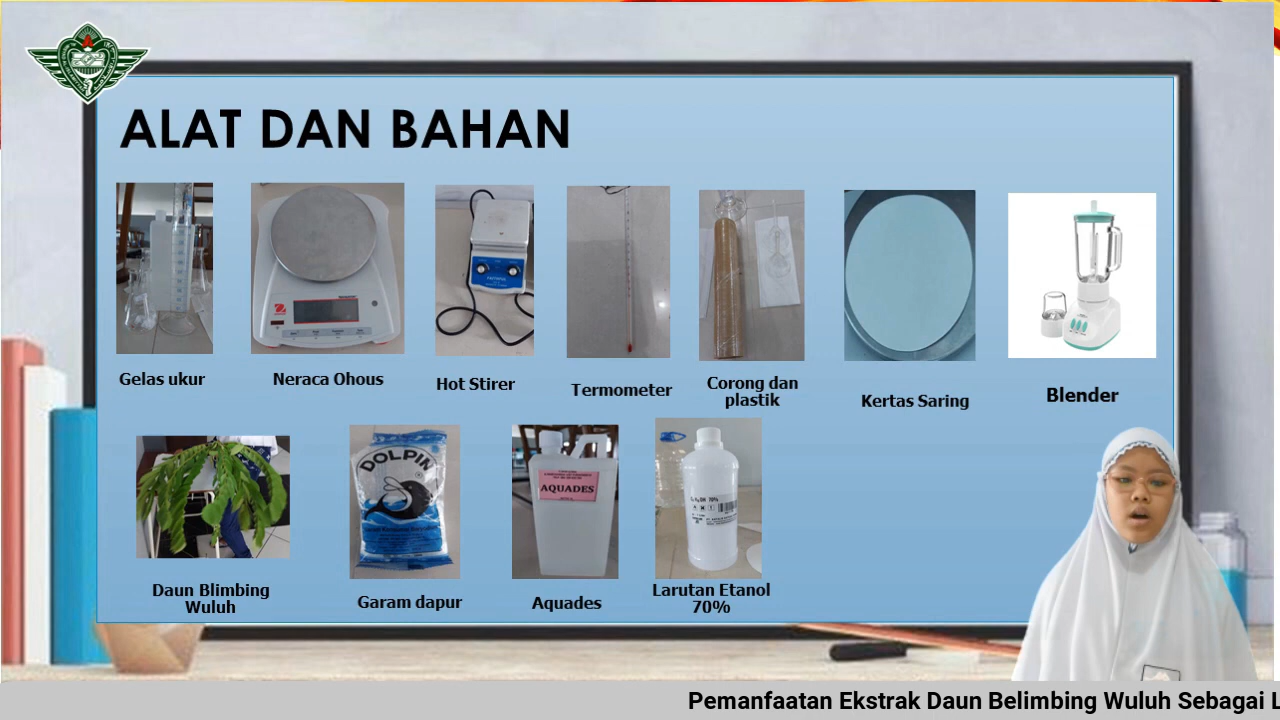 ALAT DAN BAHAN
Gelas ukur
Neraca Ohous
Hot Stirer
Termometer
Corong dan
plastik
Kertas Saring
Blender
DOLPIN
AQUADES
70%
Daun Blimbing
Wuluh
Garam dapur
Aquades
Larutan Etanol
70%
Pemanfaatan Ekstrak Daun Belimbing Wuluh Sebagai L